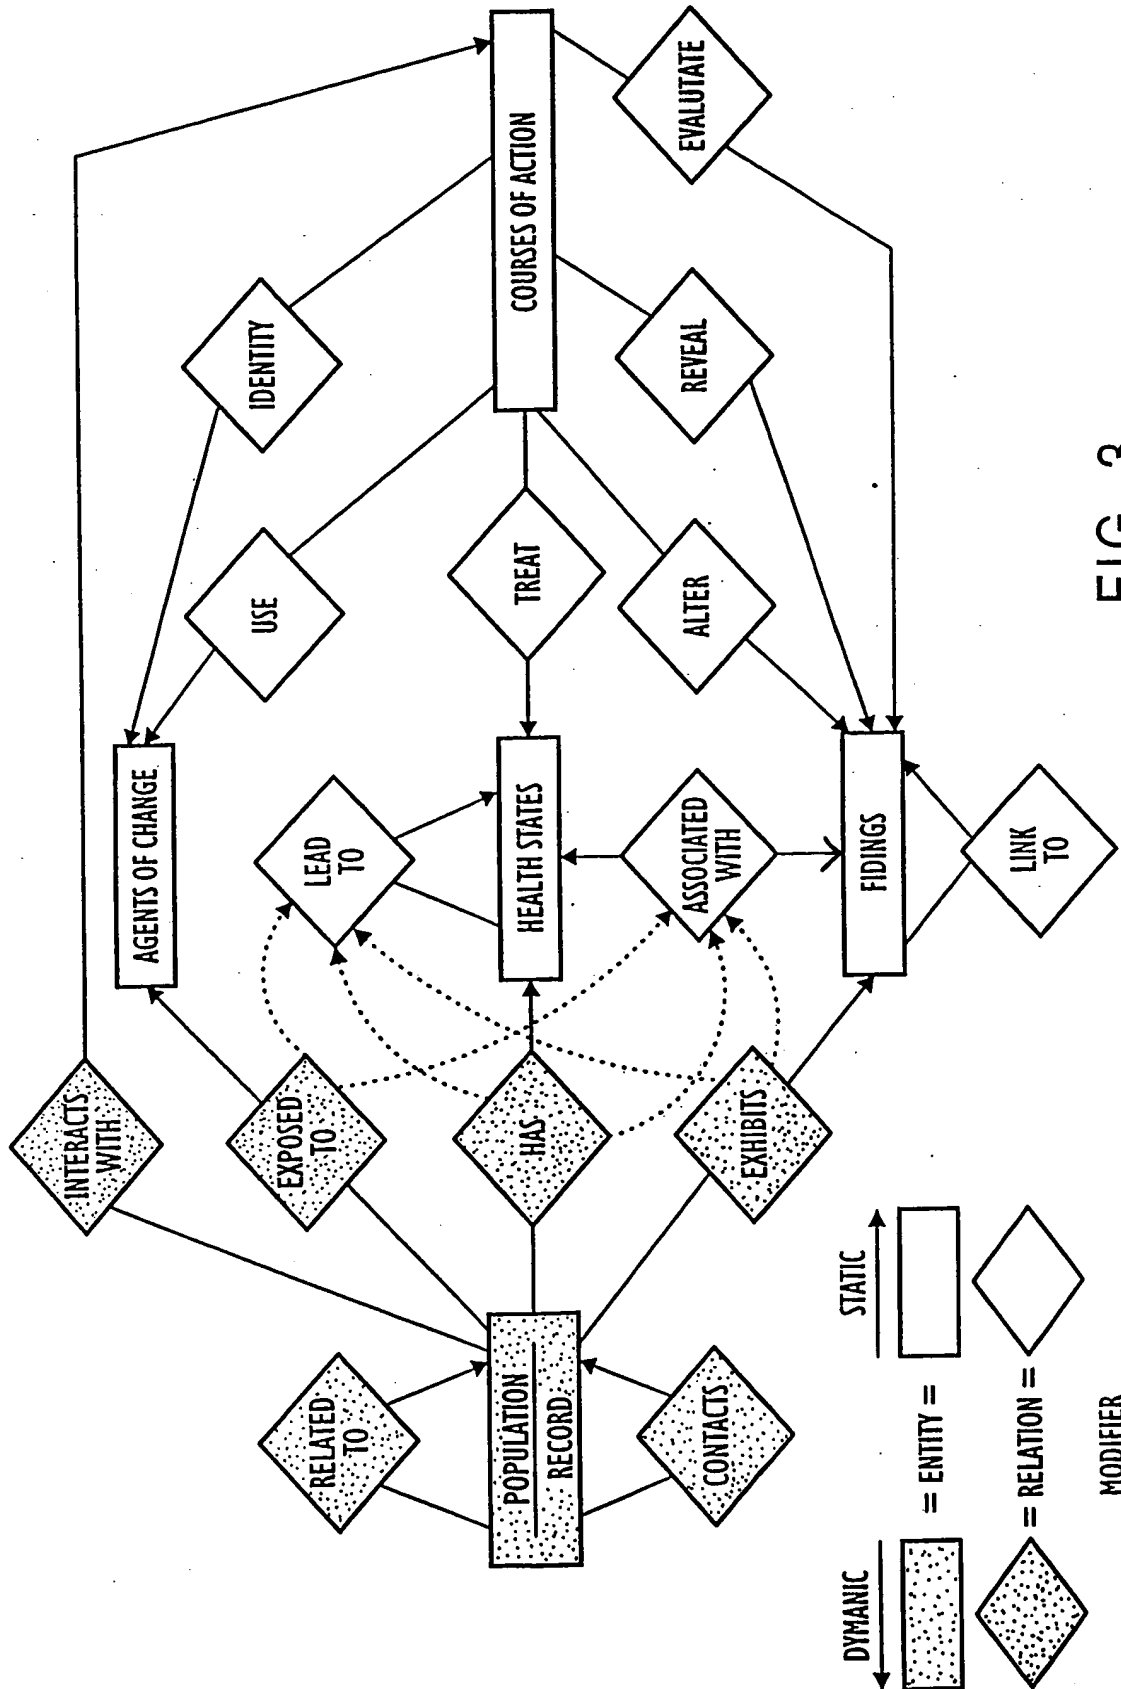 INTERACTS
WITH
RELATED
TO
EXPOSED
TO
AGENTS OF CHANGE
LEAD
TO
USE
IDENTITY
POPULATION
RECORD
HAS
HEALTH STATES
TREAT
COURSES OF ACTION
CONTACTS
EXHIBITS
ASSOCIATED
WITH
ALTER
REVEAL
EVALUTATE
FIDINGS
LINK
TO
DYMANIC
STATIC
= ENTITY =
= RELATION =
MODIFIER
FIG. 3